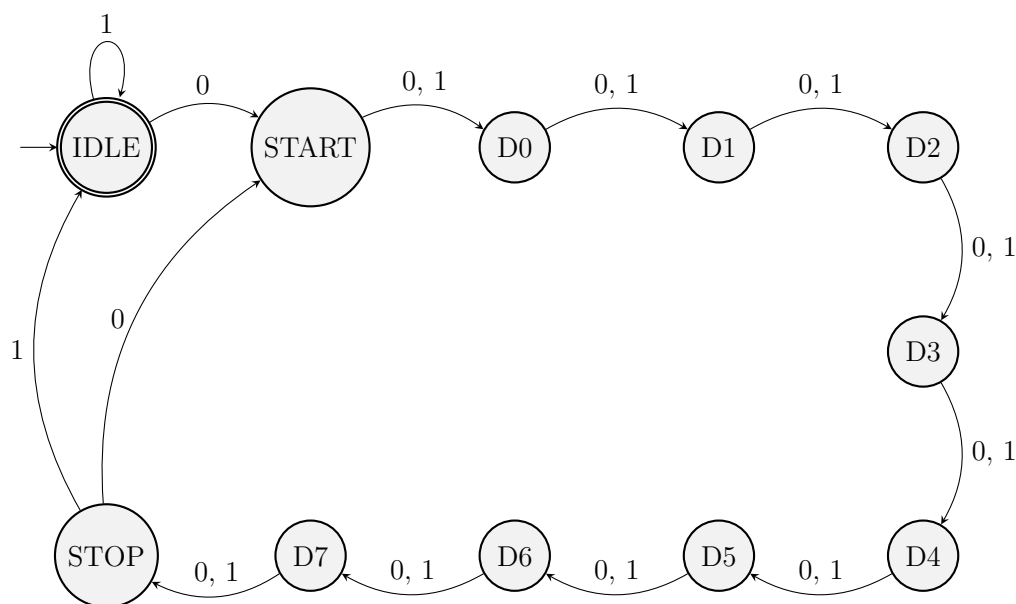 1
0
0, 1
0, 1
0, 1
IDLE
START
D0
D1
D2
0, 1
0
1
D3
0, 1
STOP
D7
D6
D5
D4
0, 1
0, 1
0, 1
0, 1